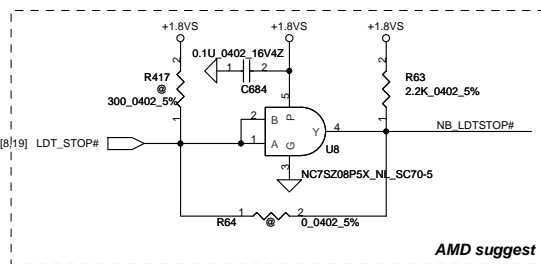 +1.8VS +1.8VS +1.8VS
0.1U_0402_16V4Z
1 2
C684
2
R417
@
300_0402_5%
1
2
R63
2.2K_0402_5%
1
5
P
2 B
1 A
G
Y 4
U8
3
NC7SZ08P5X_NL_SC70-5
[8,19] LDT_STOP#
NB_LDTSTOP#
1 2
R64 @ 0_0402_5%
AMD suggest